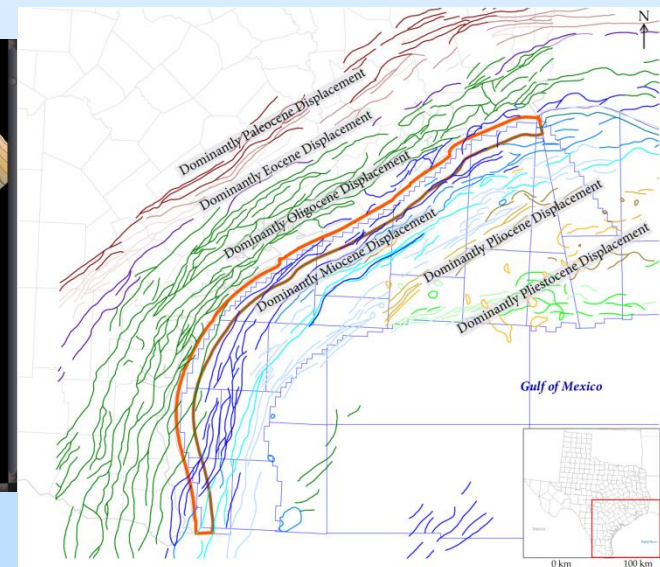 N
Dominantly Paleocene Displacement
Dominantly Eocene Displacement
Dominantly Oligocene Displacement
Dominantly Miocene Displacement
Dominantly Pliocene Displacement
Dominantly Pliestocene Displacement
Gulf of Mexico
0 km 100 km